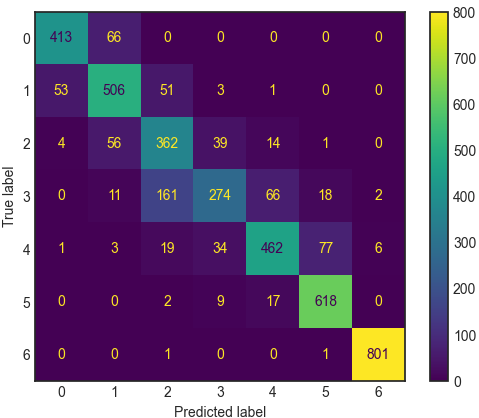 800
0 413 66 0 0 0 0 0
700
1 53 506 51 3 1 0 0
600
2 4 56 362 39 14 1 0
500
True label
3 0 11 161 274 66 18 2
400
300
4 1 3 19 34 462 77 6
200
5 0 0 2 9 17 618 0
100
6 0 0 1 0 0 1 801
0
0 1 2 3 4 5 6
Predicted label